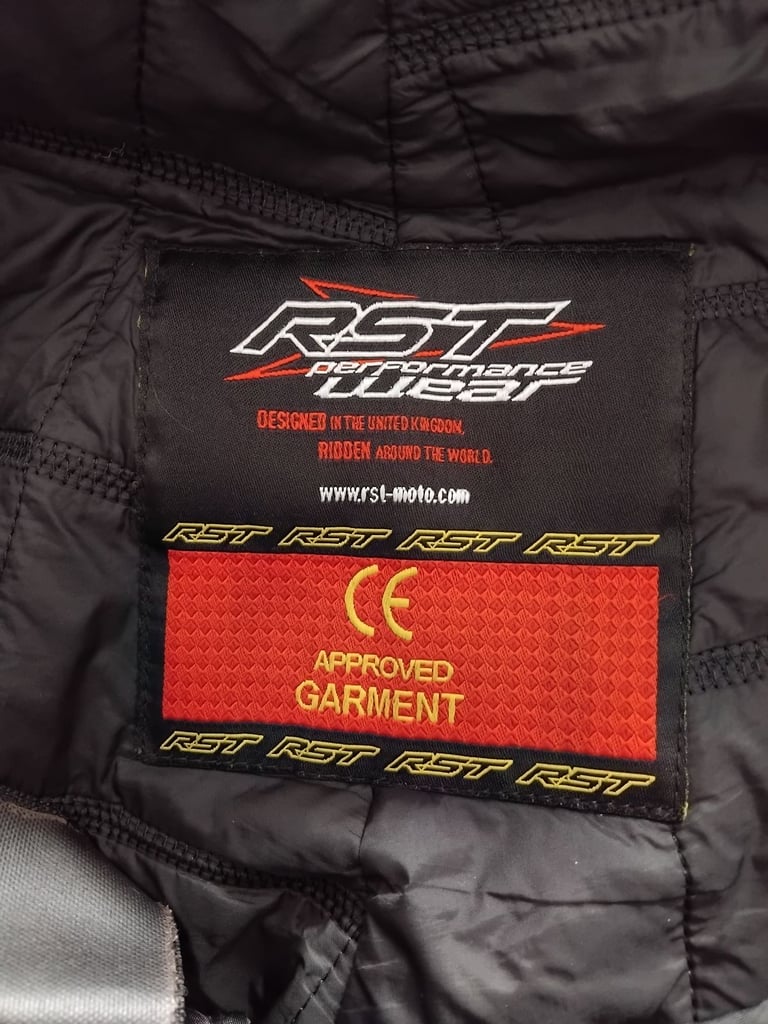 RST
performance
wear
DESIGNED IN THE UNITED KINGDOM,
RIDDEN AROUND THE WORLD.
www.rst-moto.com
RST RST RST RST
CE
APPROVED
GARMENT
RST RST RST RST